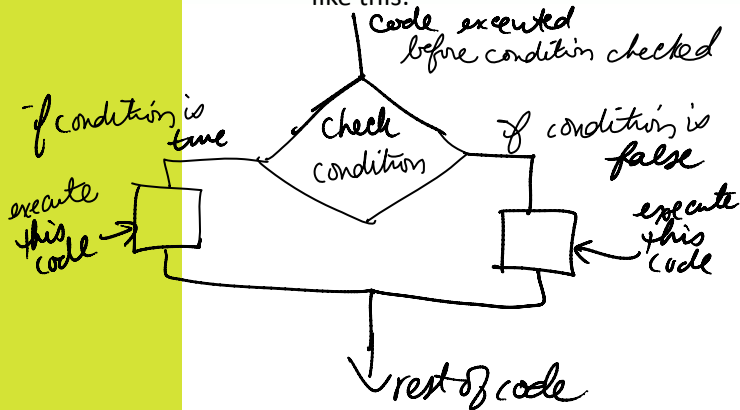 like this:
code executed
before condition checked
if condition is
true
check
condition
if condition is
false
execute
this
code
execute
this
code
rest of code